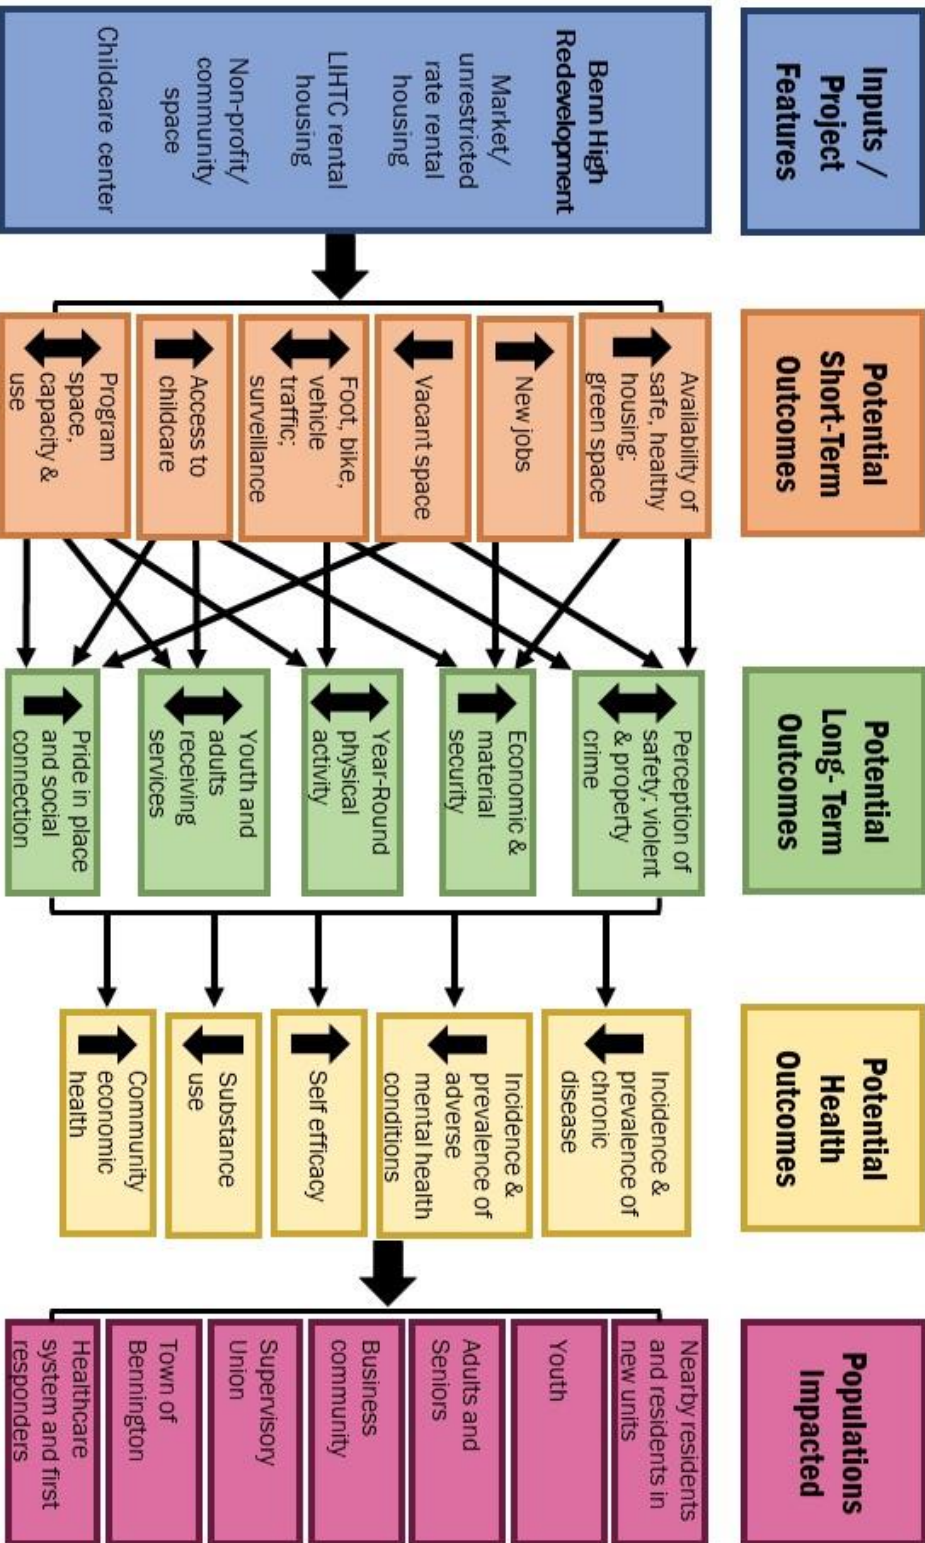 Inputs /
Project
Features
Benn High
Redevelopment
Market/
unrestricted
rate rental
housing
LIHTC rental
housing
Non-profit/
community
space
Childcare center
Potential
Short-Term
Outcomes
Availability of
safe, healthy
housing;
green space
New jobs
Vacant space
Foot, bike,
vehicle
traffic;
surveillance
Access to
childcare
Program
space,
capacity &
use
Potential
Long- Term
Outcomes
Perception of
safety; violent
& property
crime
Economic &
material
security
Year-Round
physical
activity
Youth and
adults
receiving
services
Pride in place
and social
connection
Potential
Health
Outcomes
Incidence &
prevalence of
chronic
disease
Incidence &
prevalence of
adverse
mental health
conditions
Self efficacy
Substance
use
Community
economic
health
Populations
Impacted
Nearby residents
and residents in
new units
Youth
Adults and
Seniors
Business
community
Supervisory
Union
Town of
Bennington
Healthcare
system and first
responders